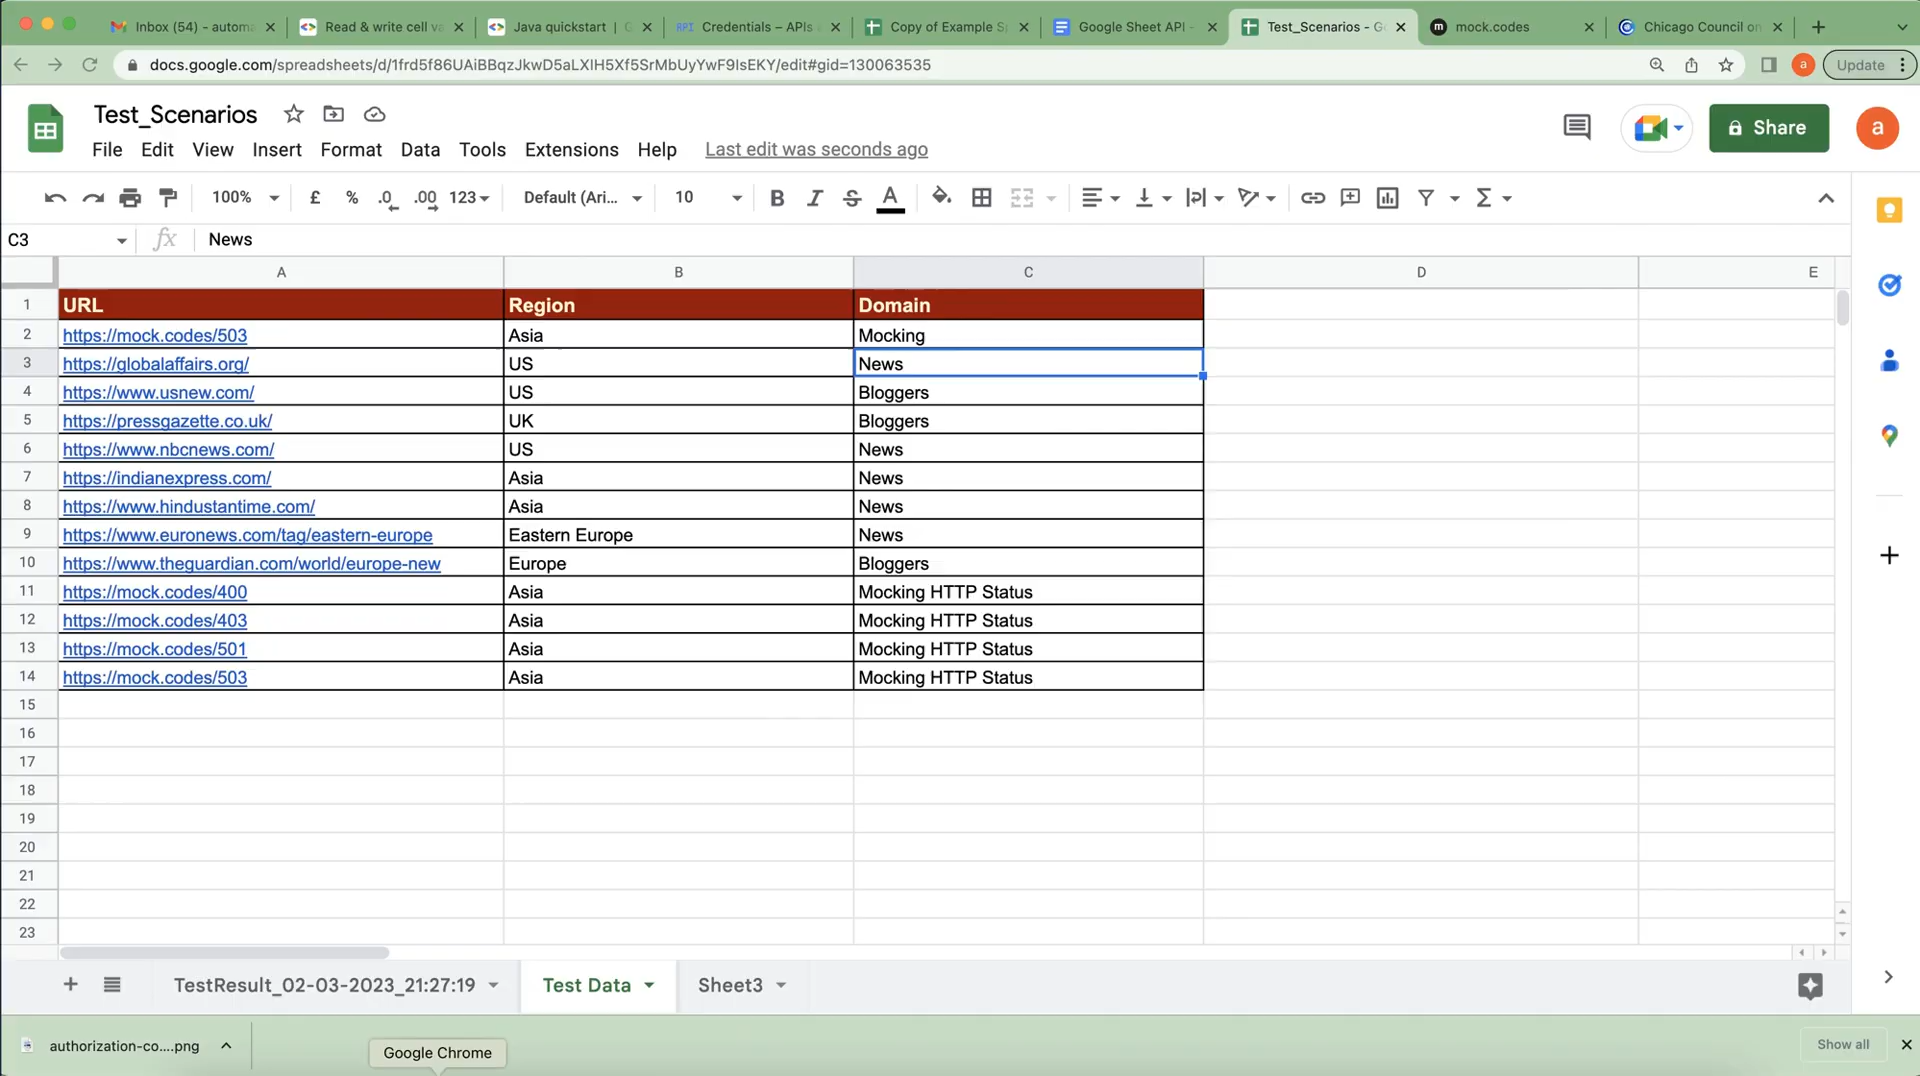 Inbox (54) - autom
Read & write cell v
Java quickstart | G
API Credentials – APIs
Copy of Example S
Google Sheet API -
Test_Scenarios - G
m mock.codes
Chicago Council on
docs.google.com/spreadsheets/d/1frd5f86UAiBBqzJkwD5aLXlH5Xf5SrMbUyYwF9lsEKY/edit#gid=130063535
a Update
Test_Scenarios
Share
a
File Edit View Insert Format Data Tools Extensions Help Last edit was seconds ago
100% £ % .0 .00 123 Default (Ari... 10 B I S A Σ
C3 fx News
A B C D E
1 URL Region Domain
2 https://mock.codes/503 Asia Mocking
3 https://globalaffairs.org/ US News
4 https://www.usnew.com/ US Bloggers
5 https://pressgazette.co.uk/ UK Bloggers
6 https://www.nbcnews.com/ US News
7 https://indianexpress.com/ Asia News
8 https://www.hindustantime.com/ Asia News
9 https://www.euronews.com/tag/eastern-europe Eastern Europe News
10 https://www.theguardian.com/world/europe-new Europe Bloggers
11 https://mock.codes/400 Asia Mocking HTTP Status
12 https://mock.codes/403 Asia Mocking HTTP Status
13 https://mock.codes/501 Asia Mocking HTTP Status
14 https://mock.codes/503 Asia Mocking HTTP Status
15
16
17
18
19
20
21
22
23
TestResult_02-03-2023_21:27:19 Test Data Sheet3
authorization-co....png
Google Chrome
Show all